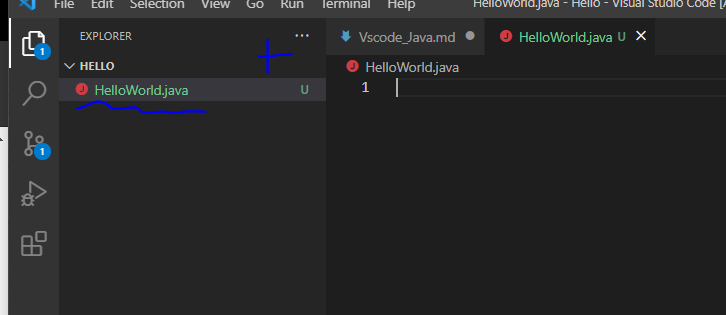 File Edit Selection View Go Run Terminal Help HelloWorld.java - Hello - Visual Studio Code [A
EXPLORER ···
Vscode_Java.md
HelloWorld.java U
HELLO
HelloWorld.java U
HelloWorld.java
1
1
1